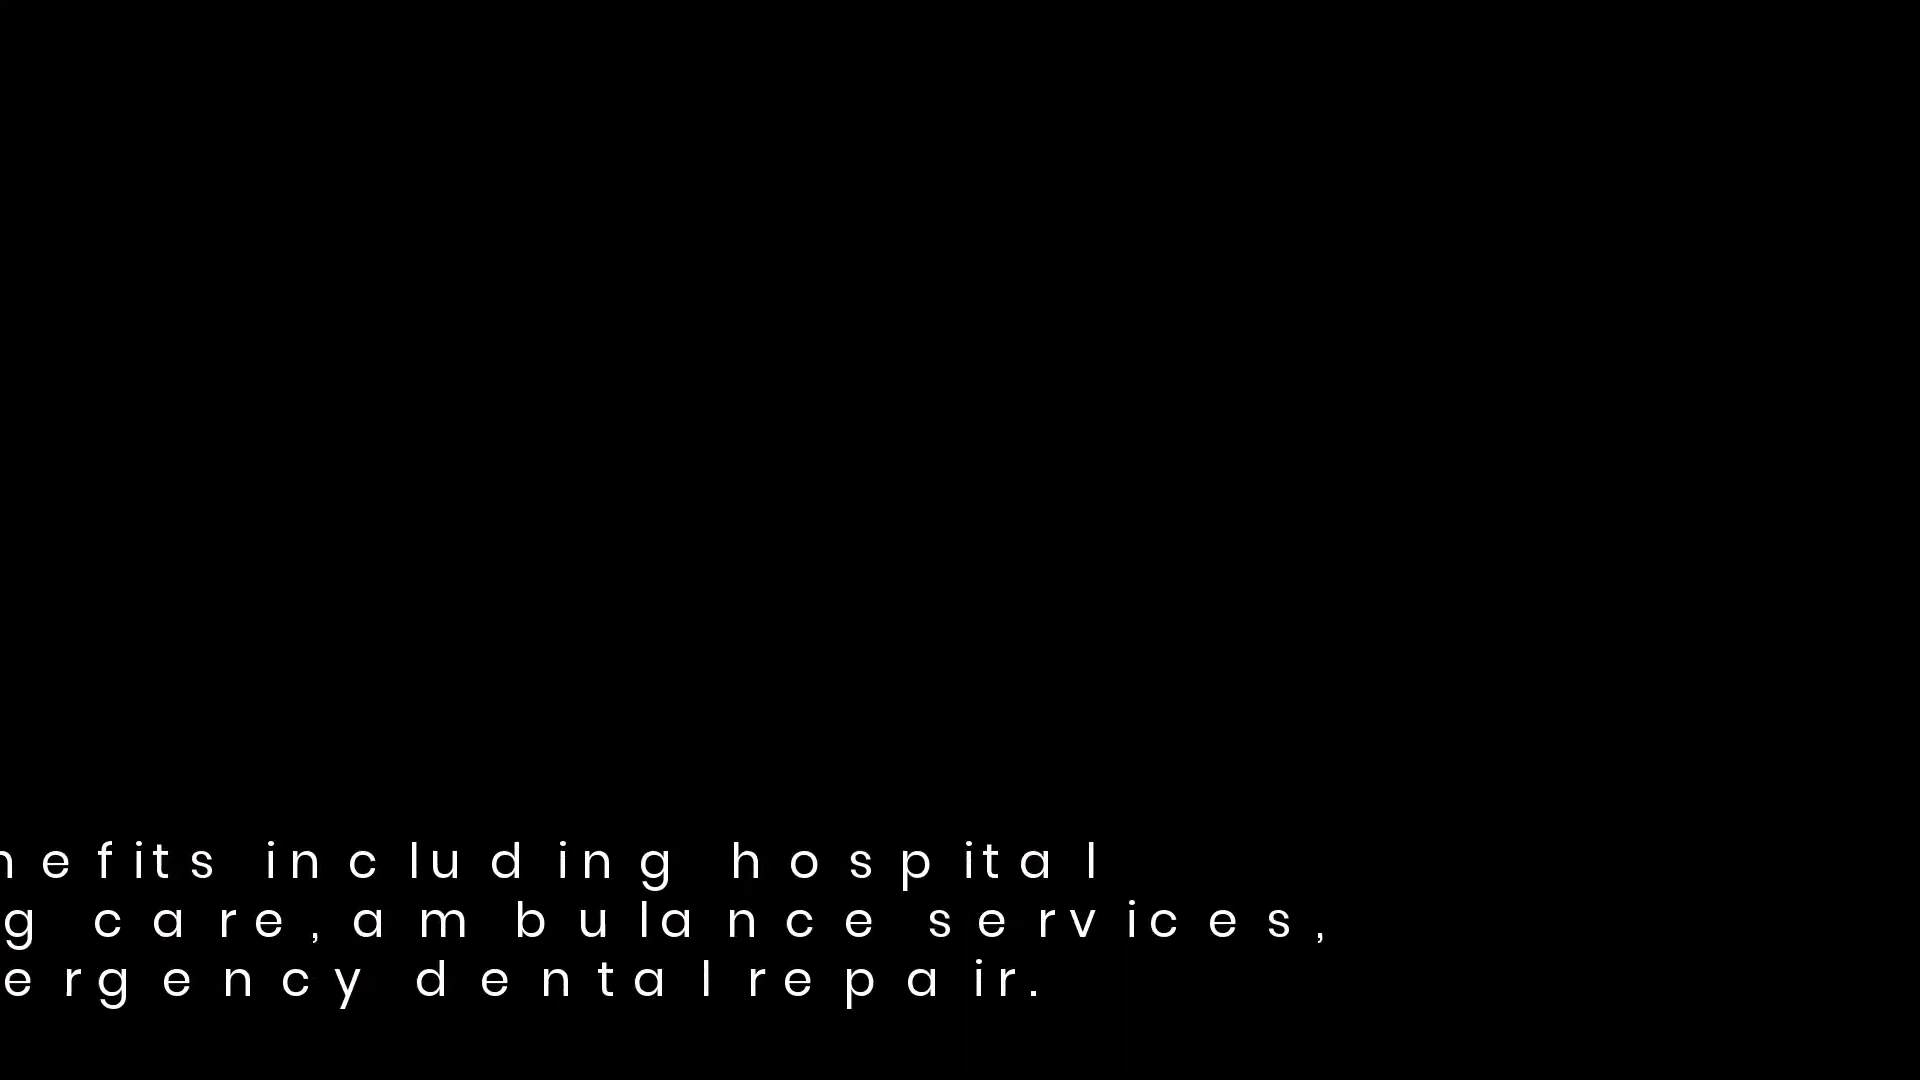 nefits including hospital
g care, ambulance services,
ergency dental repair.